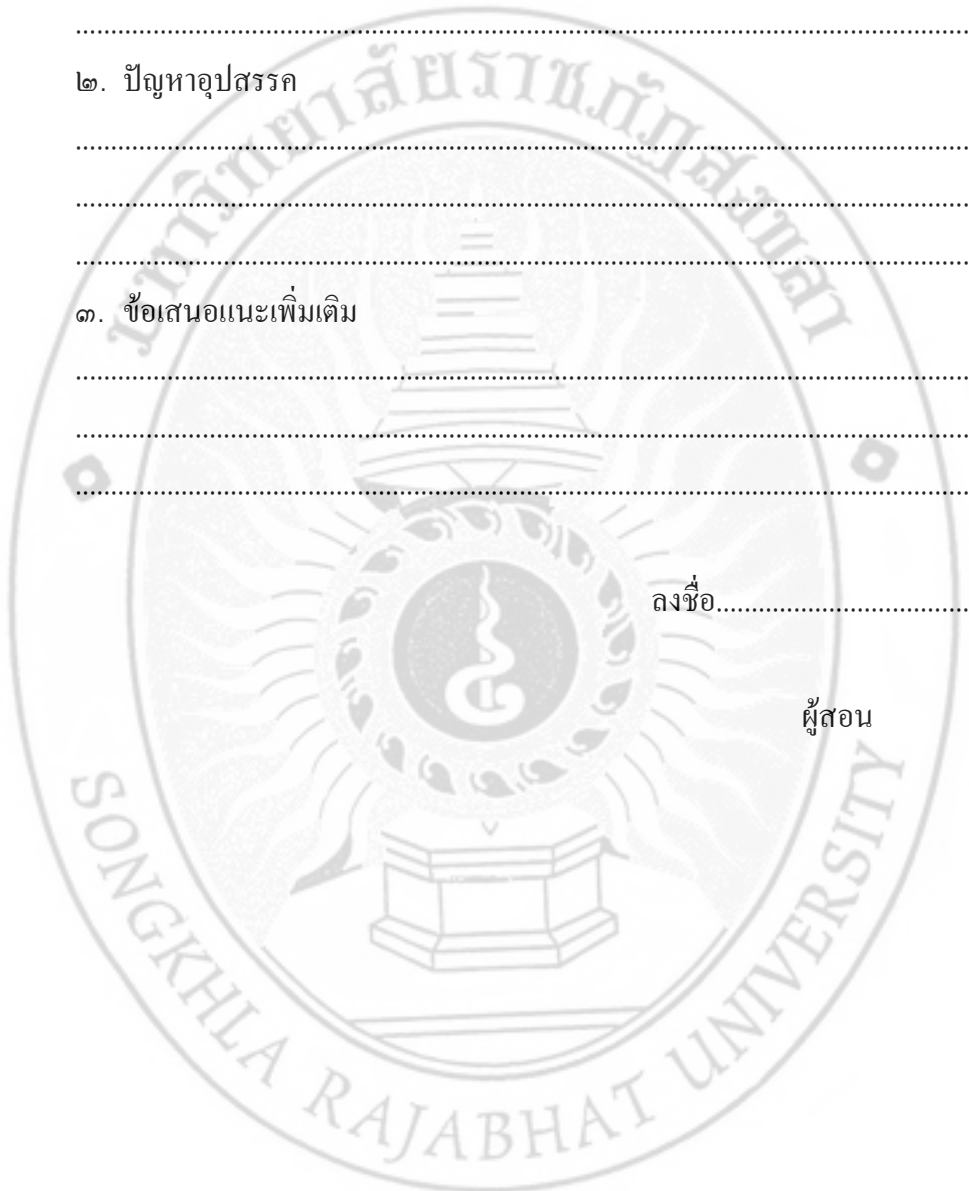 ................................................................................
๒. ปัญหาอุปสรรค
................................................................................
................................................................................
................................................................................
๓. ข้อเสนอแนะเพิ่มเติม
................................................................................
................................................................................
................................................................................
ลงชื่อ....................................
ผู้สอน
มหาวิทยาลัยราชภัฏสงขลา
SONGKHLA RAJABHAT UNIVERSITY